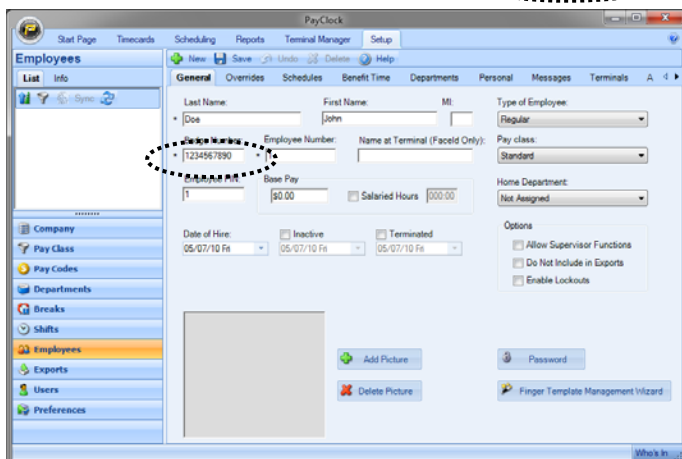 PayClock
Start Page Timecards Scheduling Reports Terminal Manager Setup
Employees
New Save Undo Delete Help
List Info
General Overrides Schedules Benefit Time Departments Personal Messages Terminals A
Sync
Last Name: First Name: MI: Type of Employee:
* Doe John Regular
Badge Number: Employee Number: Name at Terminal (FaceId Only): Pay class:
* 1234567890 * Standard
Employee PIN: Base Pay
1 $0.00 Salaried Hours 000:00
Home Department:
Not Assigned
Company
Pay Class
Pay Codes
Departments
Breaks
Shifts
Employees
Exports
Users
Preferences
Date of Hire: Inactive Terminated
05/07/10 Fri 05/07/10 Fri 05/07/10 Fri
Options
Allow Supervisor Functions
Do Not Include in Exports
Enable Lockouts
Add Picture Password
Delete Picture Finger Template Management Wizard
Who's In